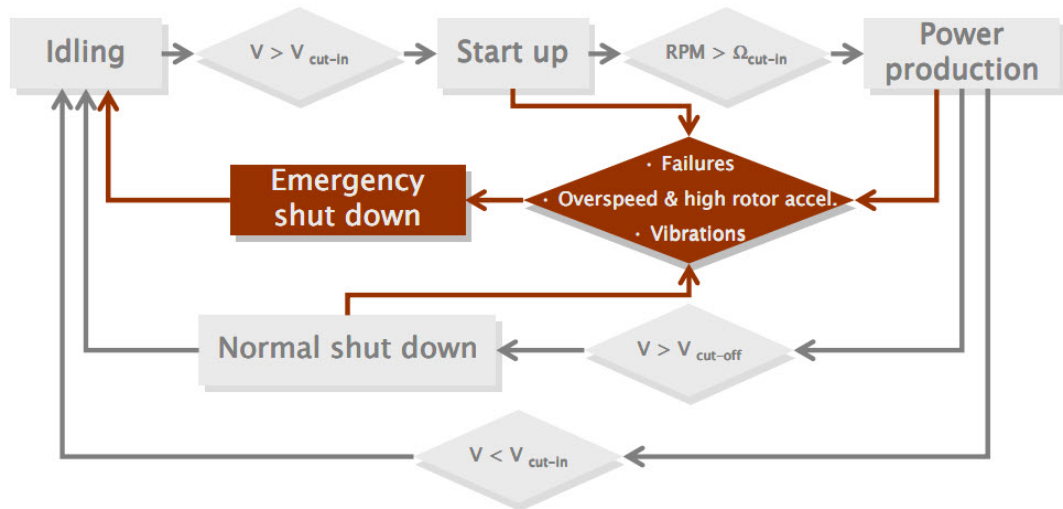 Idling
V > V cut-in
Start up
RPM > Ωcut-in
Power
production
Emergency
shut down
· Failures
· Overspeed & high rotor accel.
· Vibrations
Normal shut down
V > V cut-off
V < V cut-in